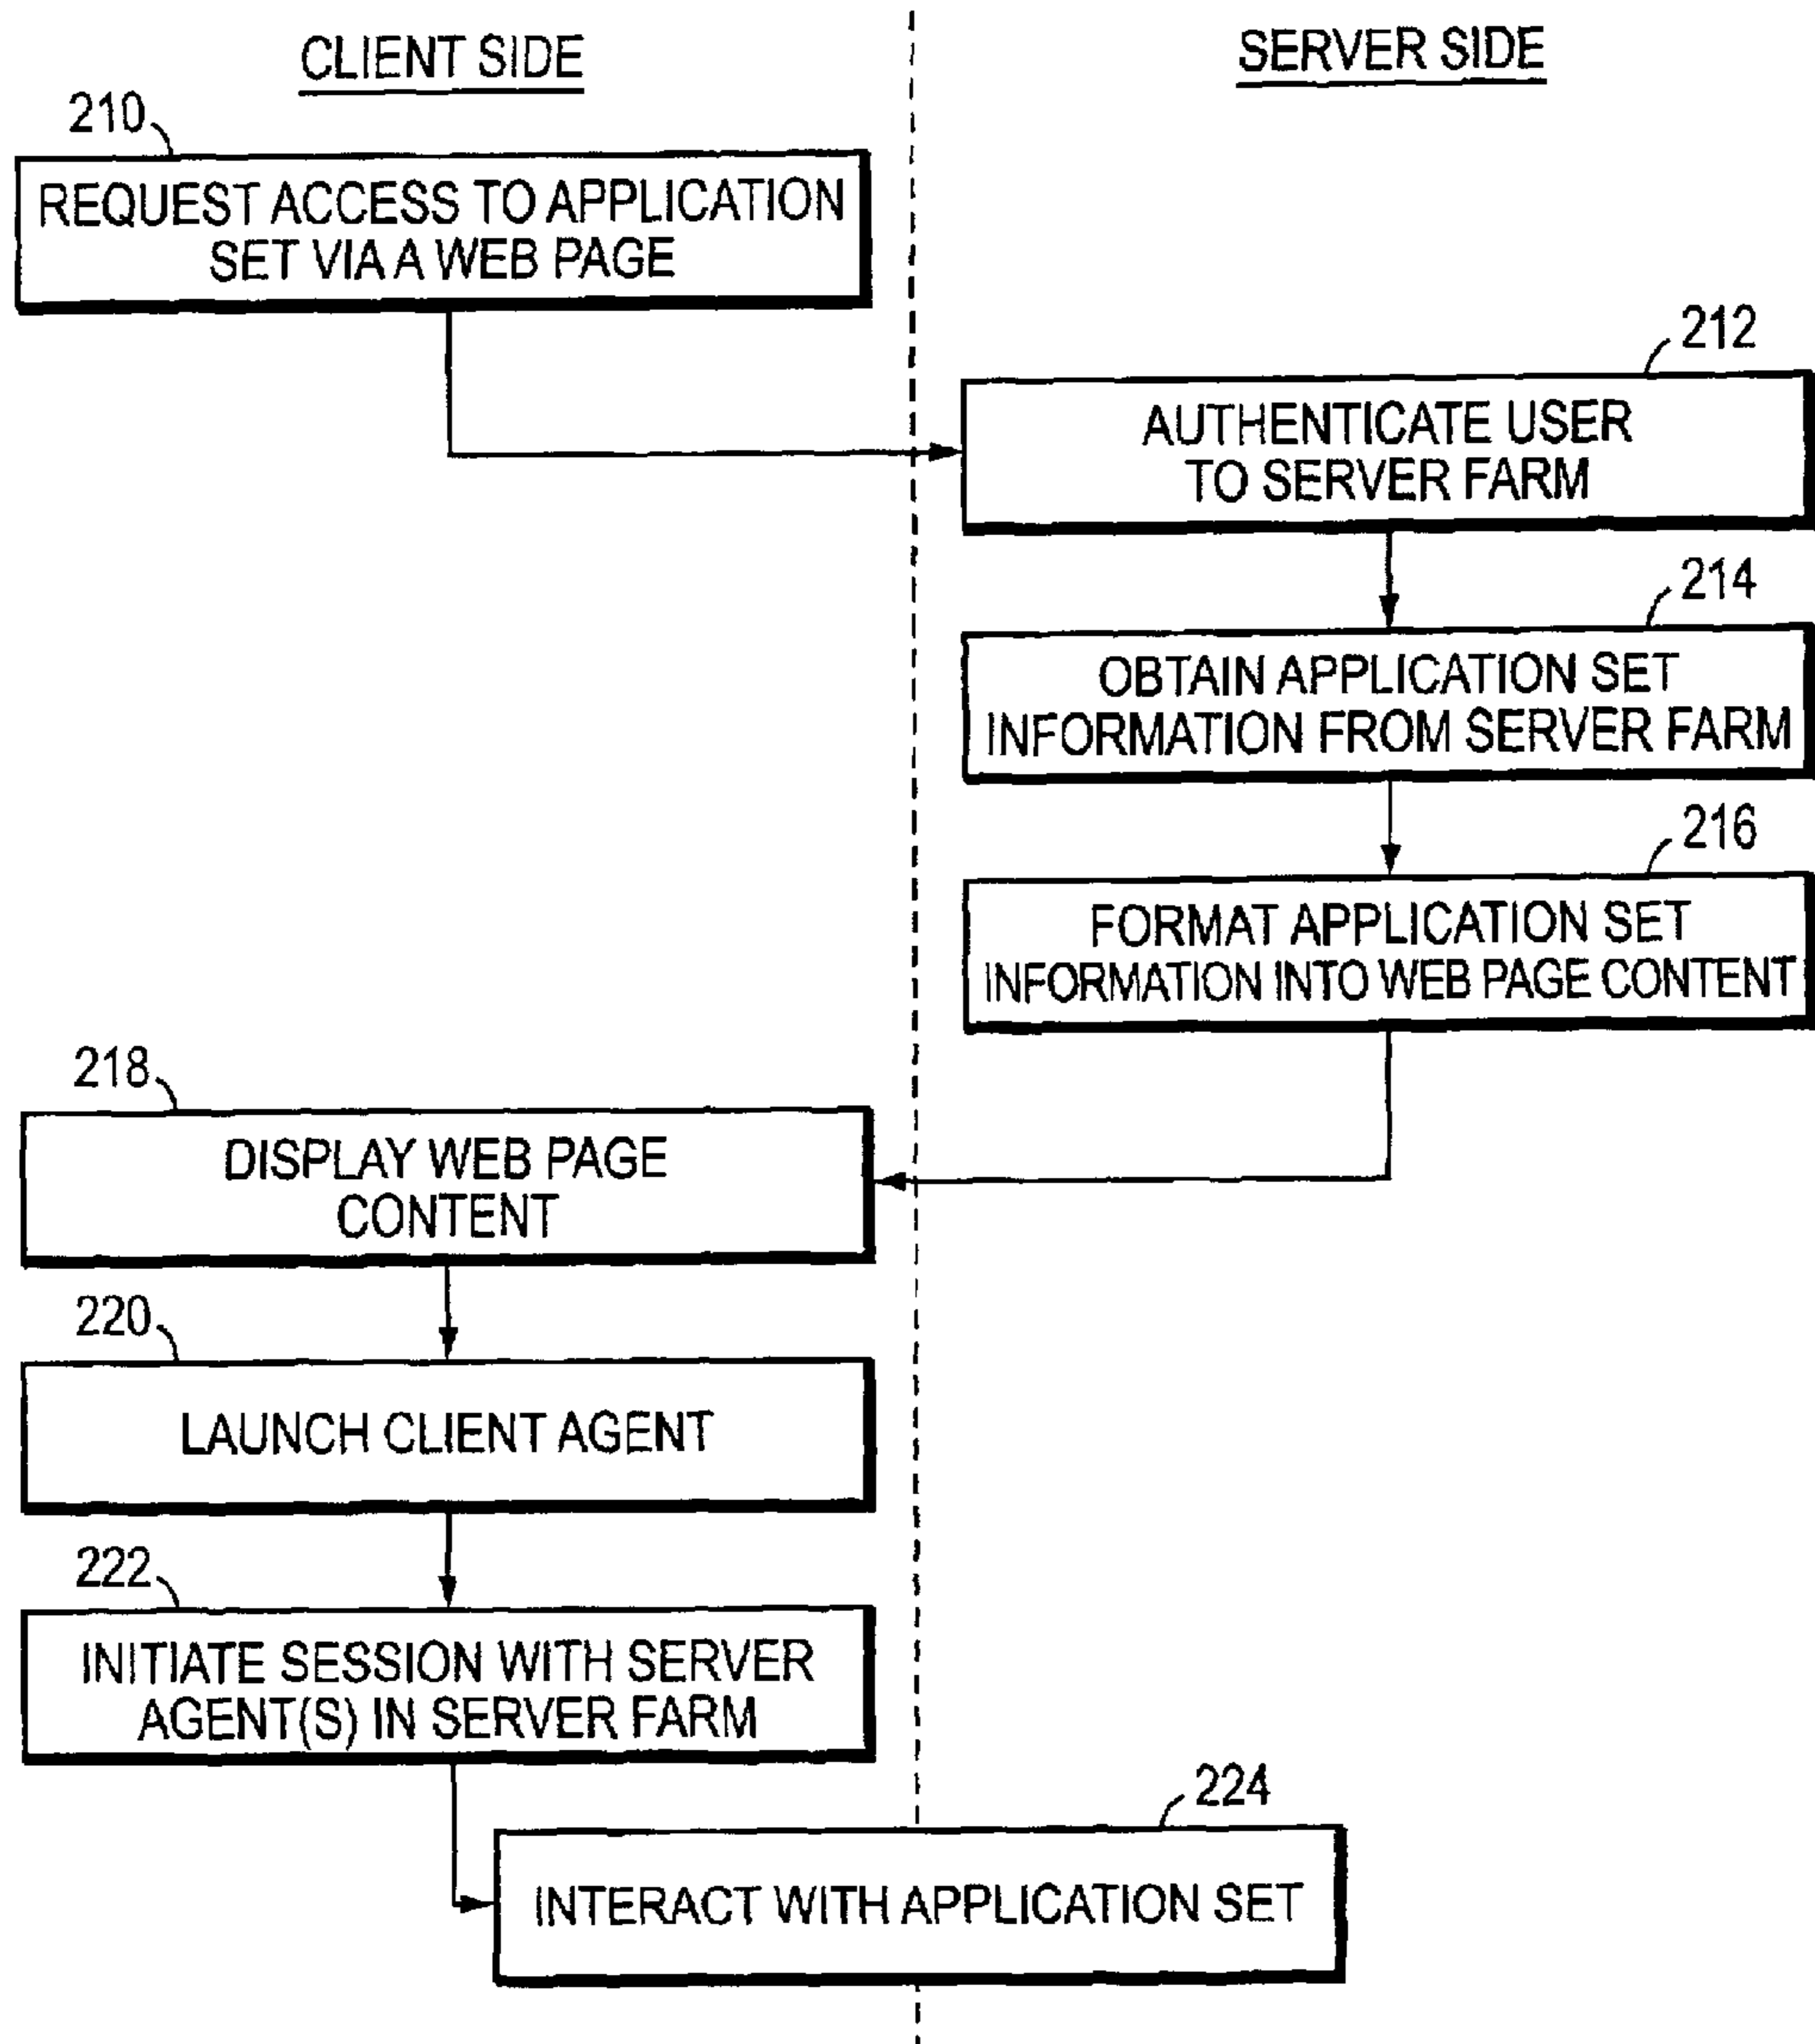 CLIENT SIDE
SERVER SIDE
210
REQUEST ACCESS TO APPLICATION
SET VIA A WEB PAGE
212
AUTHENTICATE USER
TO SERVER FARM
214
OBTAIN APPLICATION SET
INFORMATION FROM SERVER FARM
216
FORMAT APPLICATION SET
INFORMATION INTO WEB PAGE CONTENT
218
DISPLAY WEB PAGE
CONTENT
220
LAUNCH CLIENT AGENT
222
INITIATE SESSION WITH SERVER
AGENT(S) IN SERVER FARM
224
INTERACT WITH APPLICATION SET